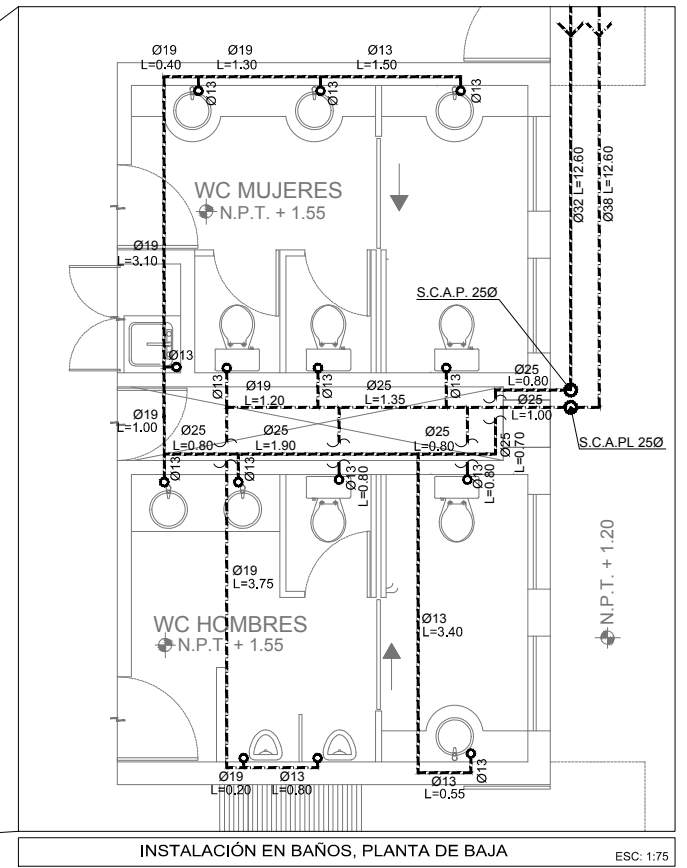 Ø19
L=0.40
Ø19
L=1.30
Ø13
L=1.50
Ø13
Ø13
Ø13
Ø32 L=12.60
Ø38 L=12.60
WC MUJERES
N.P.T. + 1.55
Ø19
L=3.10
S.C.A.P. 25Ø
Ø13
Ø13
Ø13
Ø13
Ø19
L=1.20
Ø25
L=1.35
Ø25
L=0.80
Ø25
L=1.00
Ø19
L=1.00
Ø25
L=0.80
Ø25
L=1.90
Ø25
L=0.80
Ø25
L=0.70
S.C.A.PL 25Ø
Ø13
Ø13
Ø13
L=0.80
Ø13
L=0.80
Ø19
L=3.75
Ø13
L=3.40
N.P.T. + 1.20
WC HOMBRES
N.P.T. + 1.55
Ø19
L=0.20
Ø13
L=0.80
Ø13
L=0.55
Ø13
INSTALACIÓN EN BAÑOS, PLANTA DE BAJA
ESC: 1:75